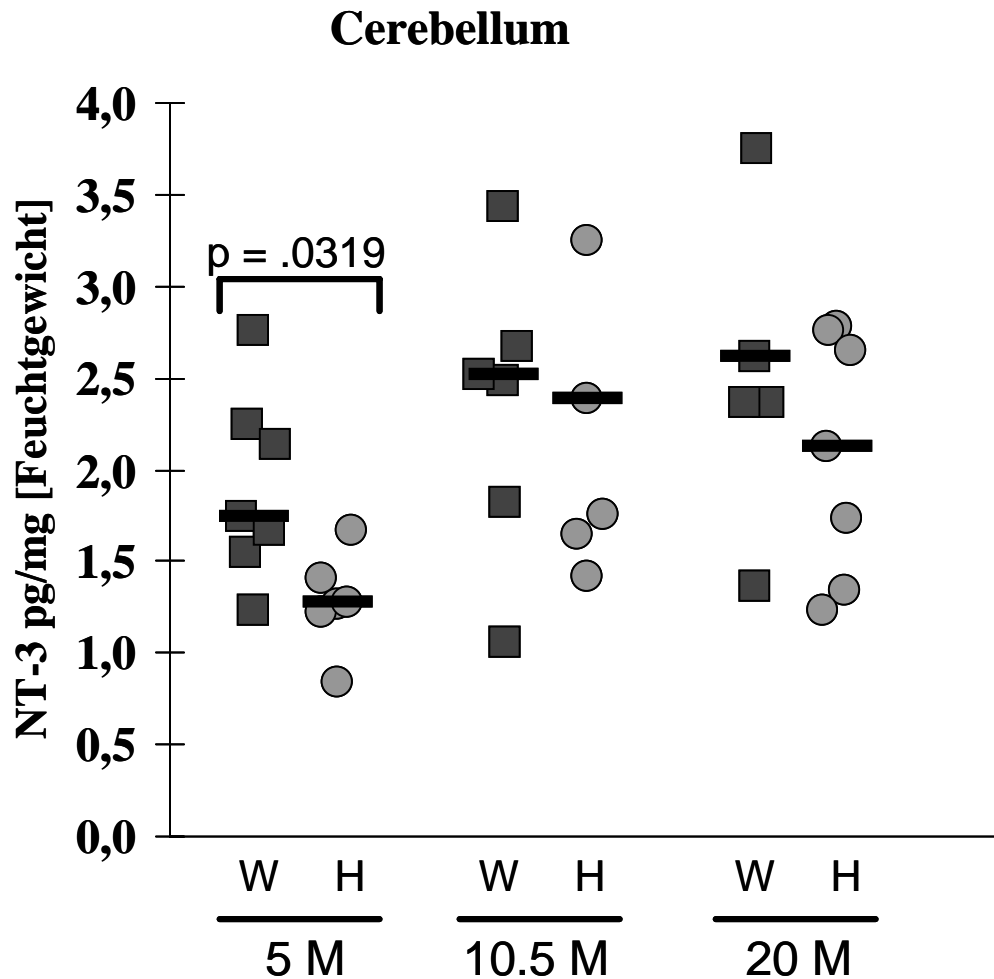 Cerebellum
NT-3 pg/mg [Feuchtgewicht]
4,0
3,5
3,0
2,5
2,0
1,5
1,0
0,5
0,0
p = .0319
W H W H W H
5 M 10.5 M 20 M